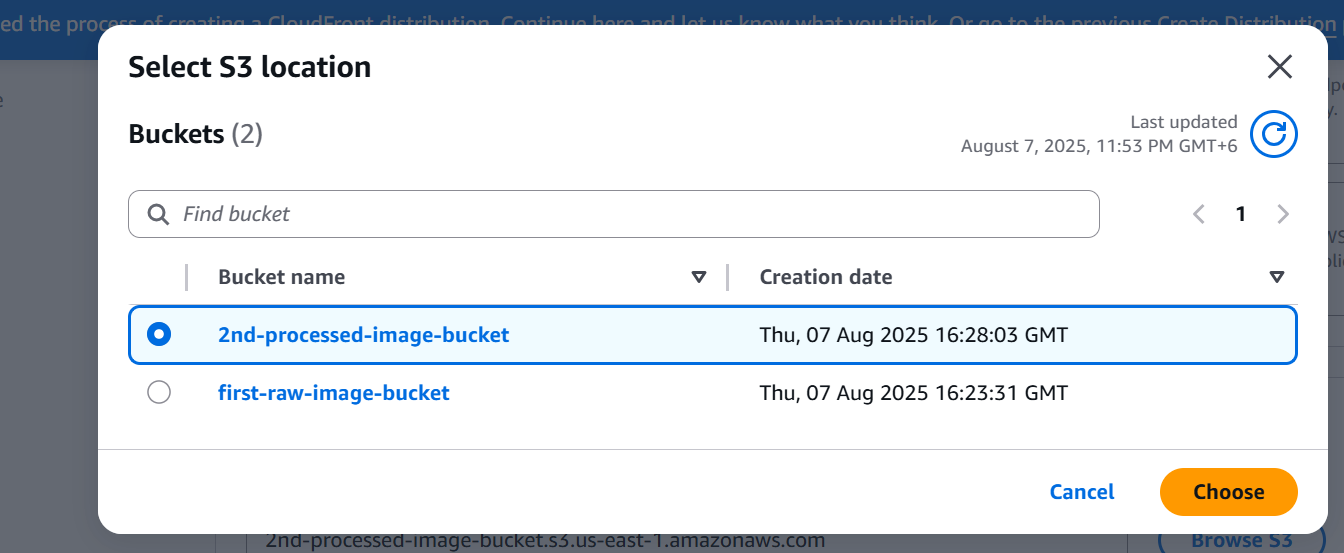 ed the process of creating a CloudFront distribution. Continue here and let us know what you think. Or go to the previous Create Distribution
Select S3 location
Buckets (2)
Last updated
August 7, 2025, 11:53 PM GMT+6
Find bucket
1
Bucket name
Creation date
2nd-processed-image-bucket
Thu, 07 Aug 2025 16:28:03 GMT
first-raw-image-bucket
Thu, 07 Aug 2025 16:23:31 GMT
Cancel
Choose
2nd-processed-image-bucket.s3.us-east-1.amazonaws.com
Browse S3